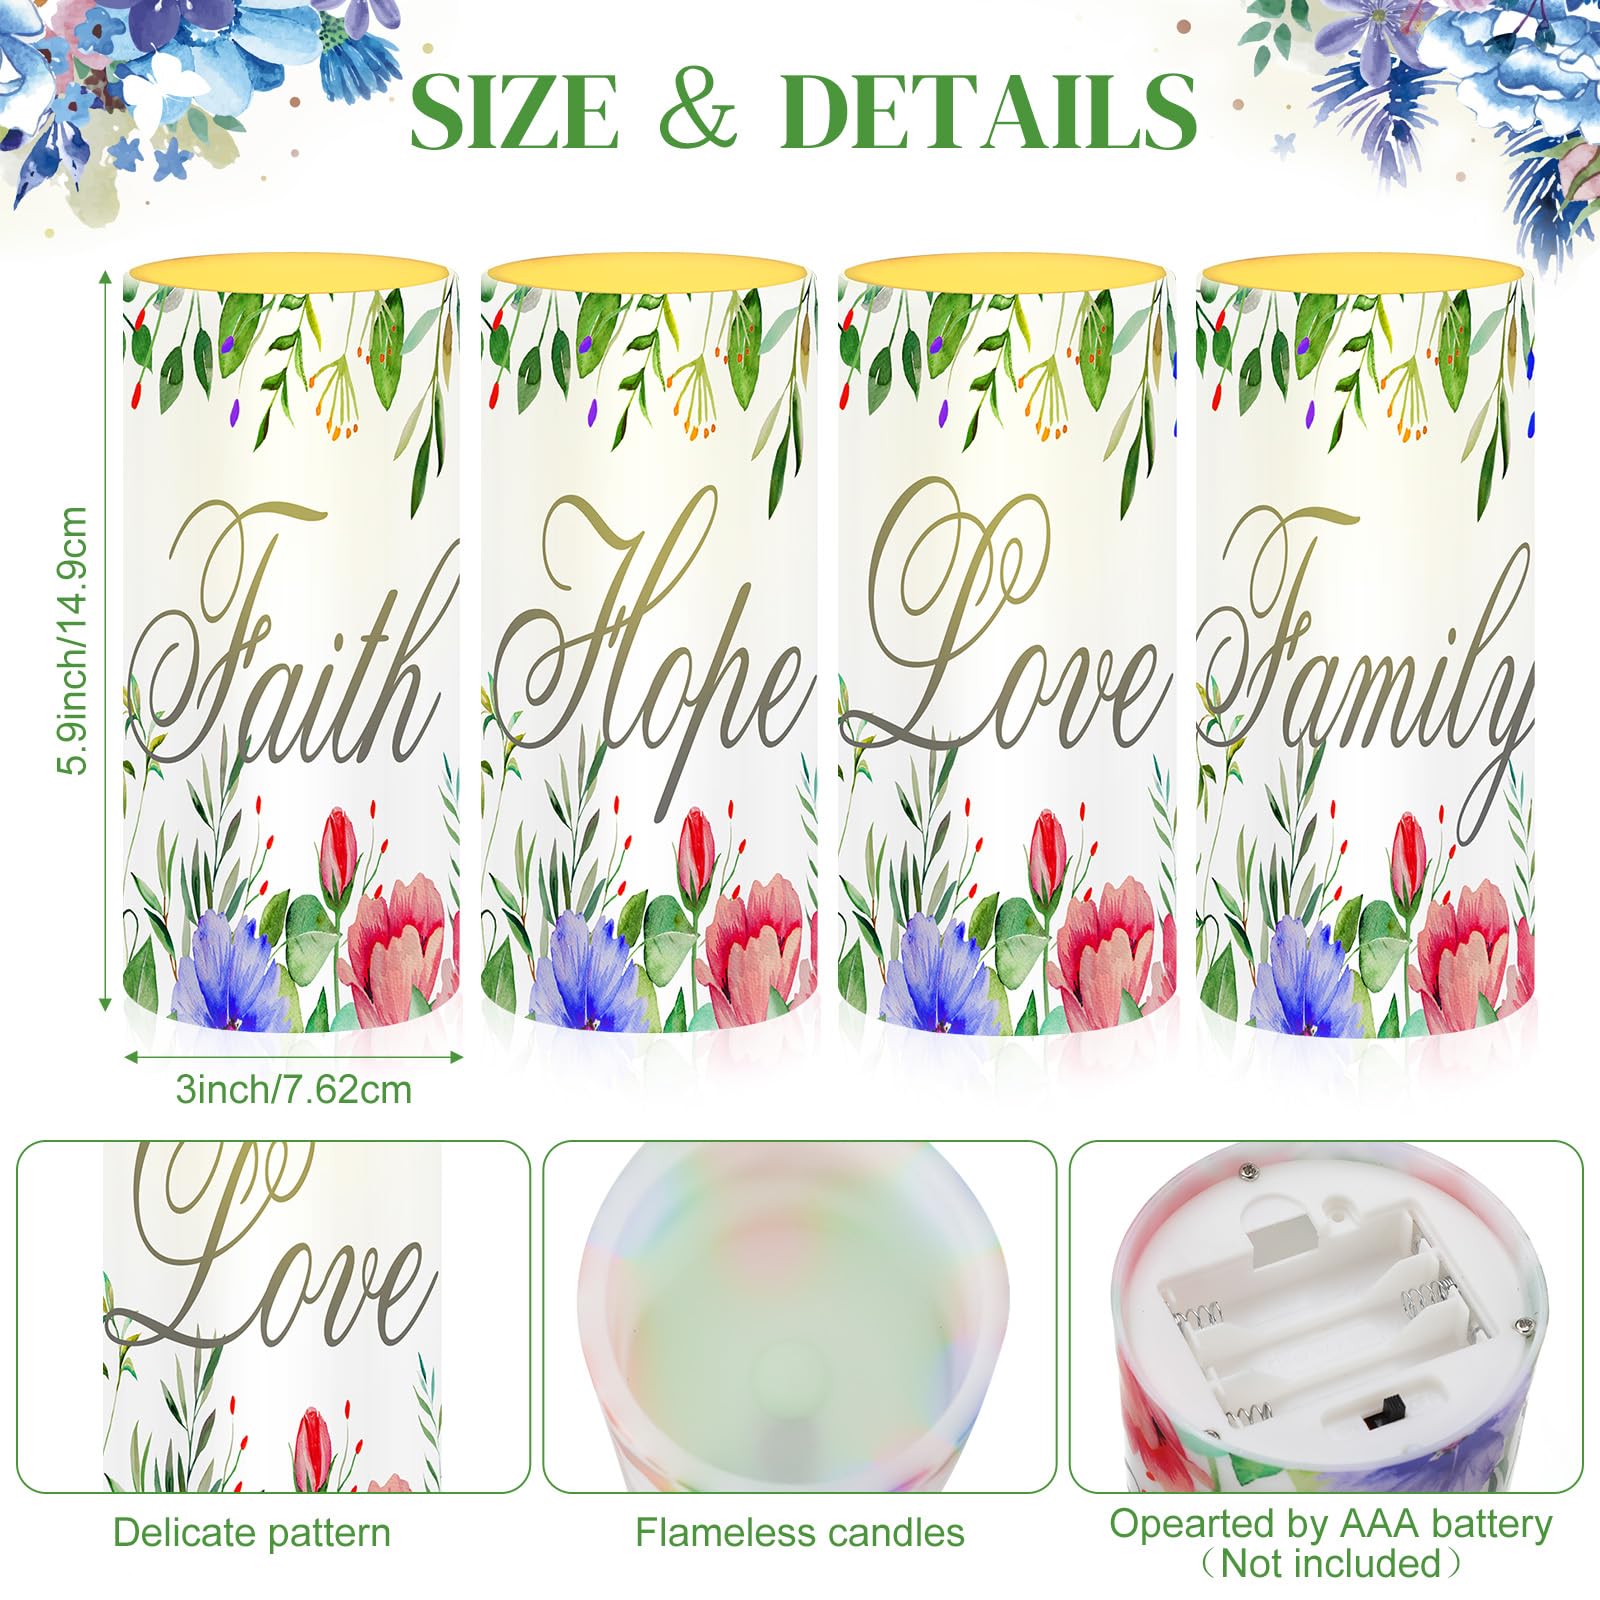 SIZE & DETAILS
5.9inch/14.9cm
Faith
Hope
Love
Family
3inch/7.62cm
Love
Delicate pattern
Flameless candles
Opearted by AAA battery
（Not included）